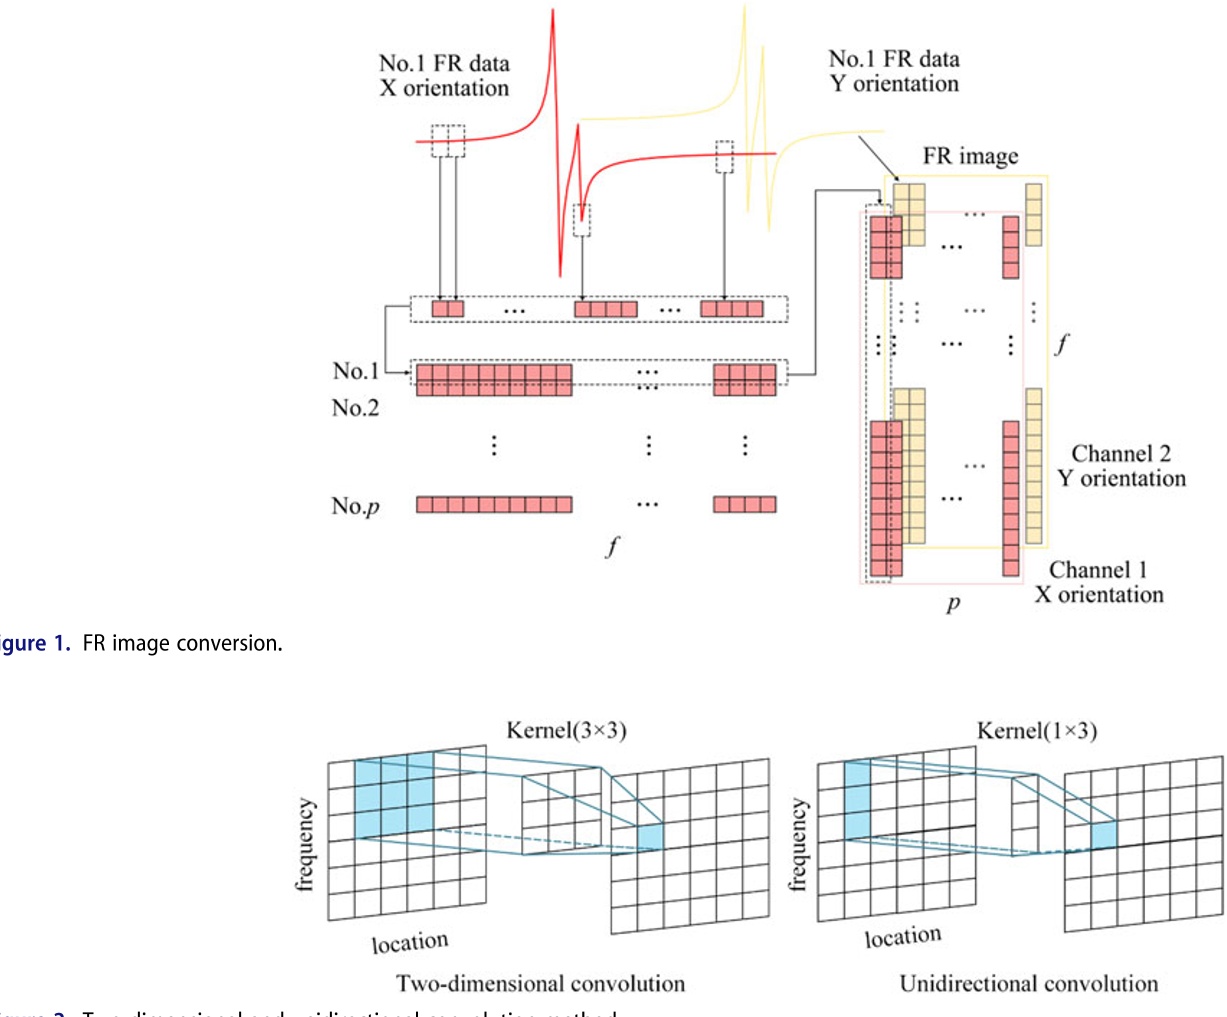 No.1 FR data
X orientation
No.1 FR data
Y orientation
FR image
...
...
...
No.1
No.2
No.p
f
f
Channel 2
Y orientation
Channel 1
X orientation
p
igure 1. FR image conversion.
Kernel(3×3)
Kernel(1×3)
frequency
location
frequency
location
Two-dimensional convolution
Unidirectional convolution